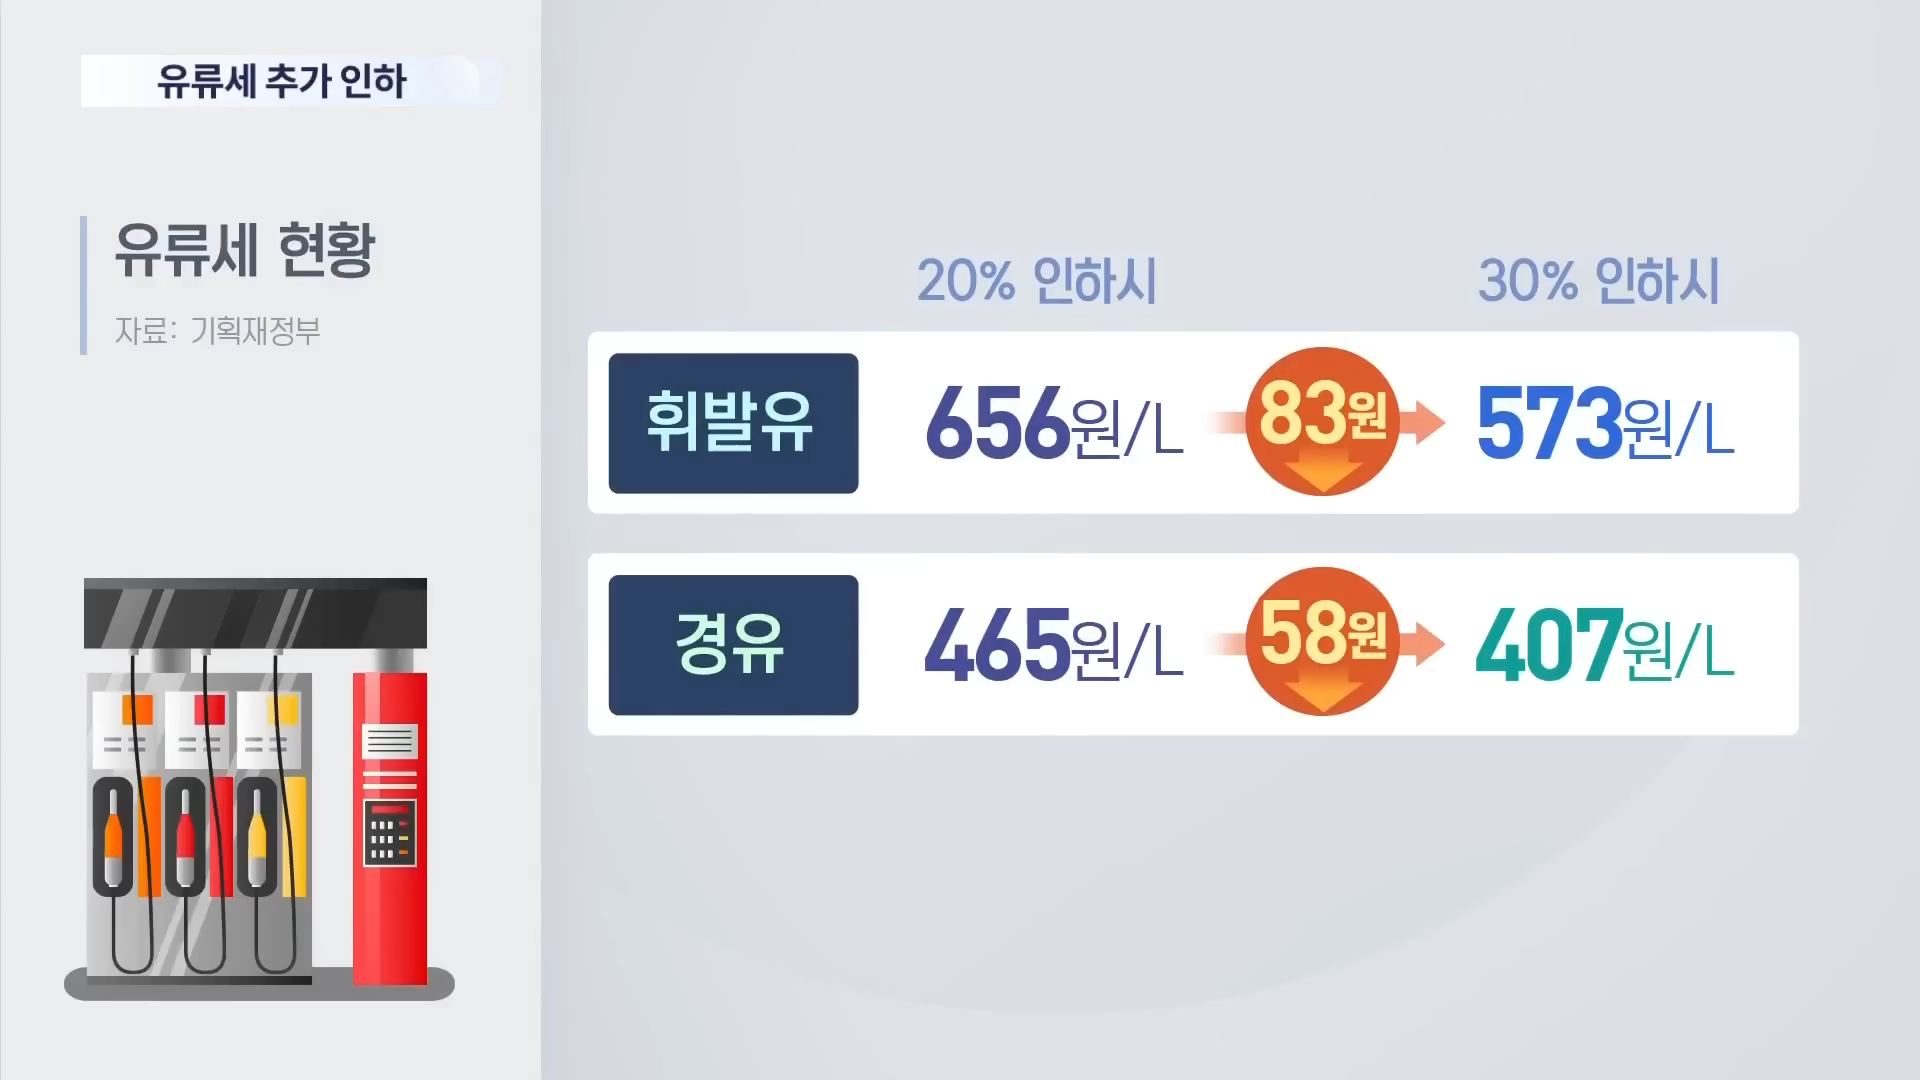 유류세 추가 인하
유류세 현황
자료: 기획재정부
20% 인하시 30% 인하시
휘발유 656원/L 83원 573원/L
경유 465원/L 58원 407원/L